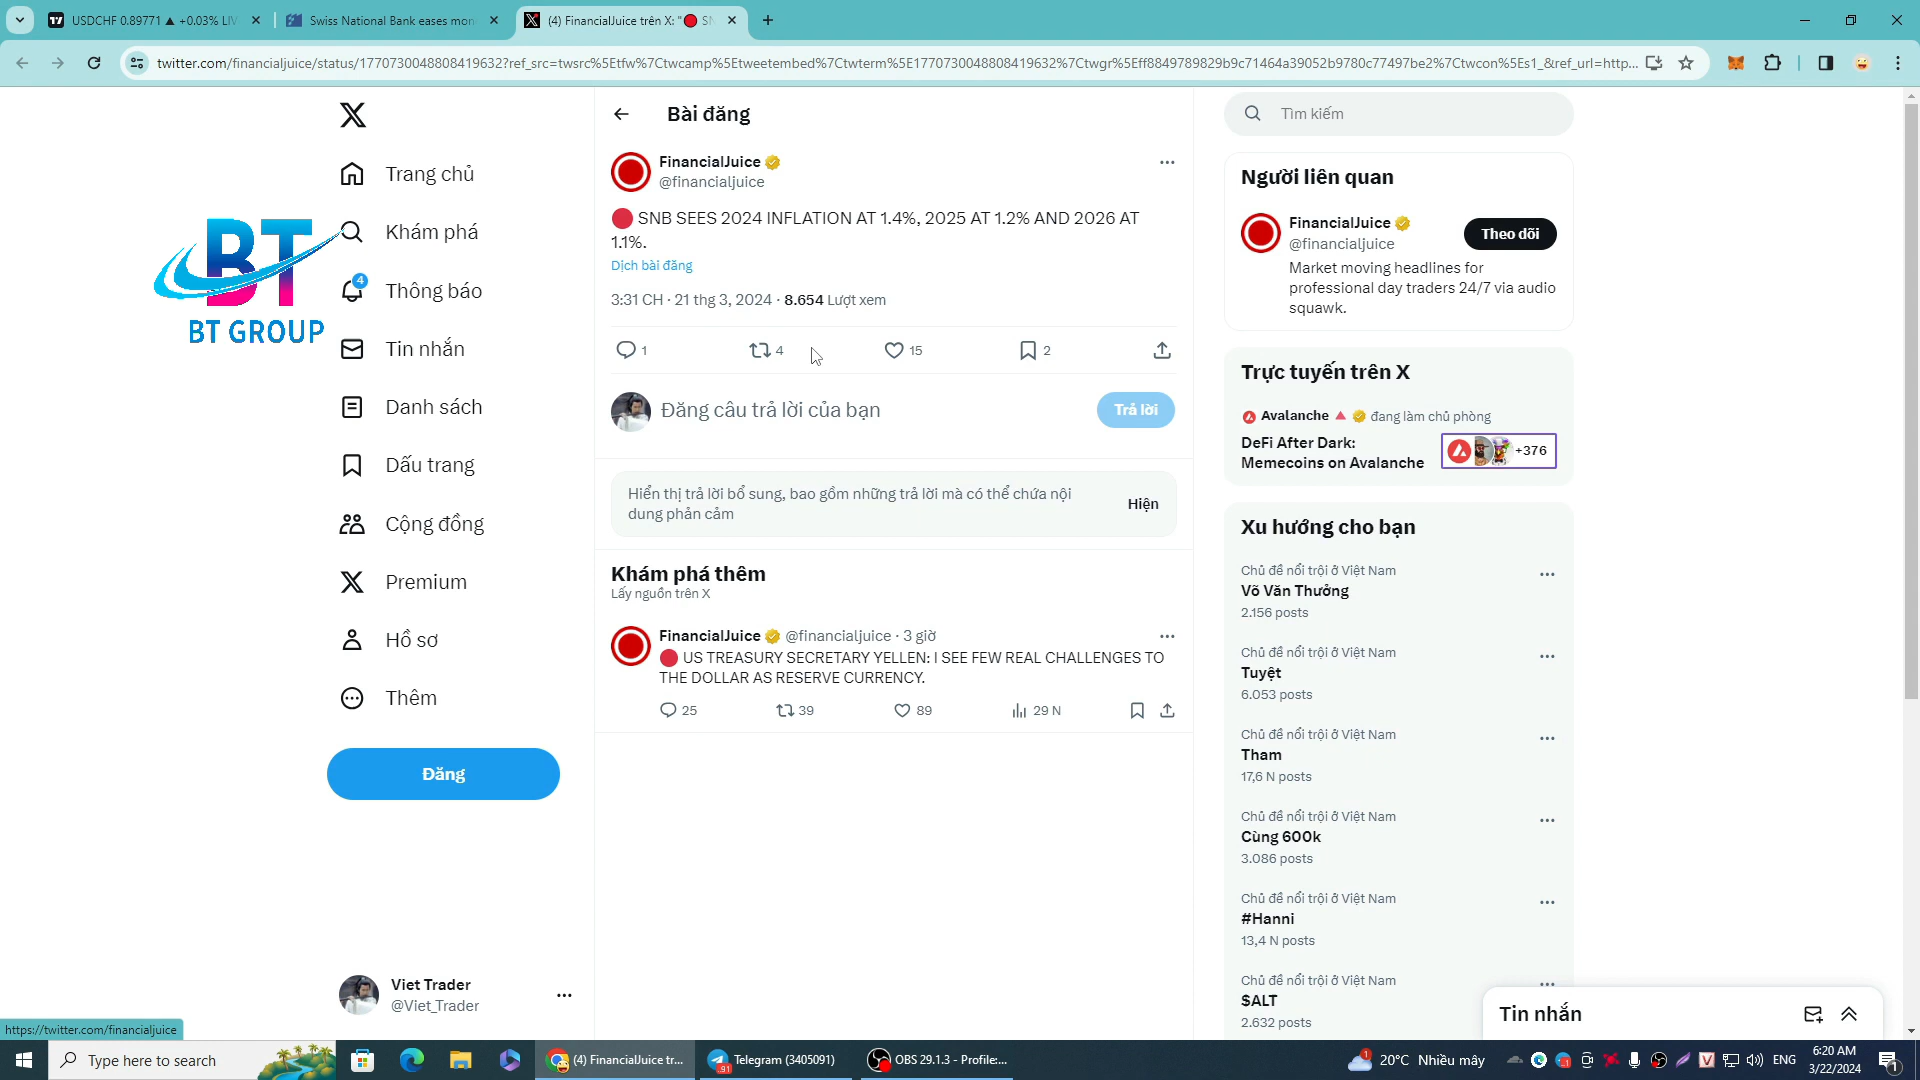 USDCHF 0.89771 ▲ +0.03% LIV
Swiss National Bank eases mon
(4) FinancialJuice trên X: "🔴 SN
twitter.com/financialjuice/status/1770730048808419632?ref_src=twsrc%5Etfw%7Ctwcamp%5Etweetembed%7Ctwterm%5E1770730048808419632%7Ctwgr%5Eff8849789829b9c71464a39052b9780c77497be2%7Ctwcon%5Es1_&ref_url=http...
Trang chủ
Khám phá
4
Thông báo
Tin nhắn
Danh sách
Dấu trang
Cộng đồng
Premium
Hồ sơ
Thêm
Đăng
Viet Trader
@Viet_Trader
BT
BT GROUP
Bài đăng
FinancialJuice
@financialjuice
🔴 SNB SEES 2024 INFLATION AT 1.4%, 2025 AT 1.2% AND 2026 AT
1.1%.
Dịch bài đăng
3:31 CH · 21 thg 3, 2024 · 8.654 Lượt xem
1 4 15 2
Đăng câu trả lời của bạn
Trả lời
Hiển thị trả lời bổ sung, bao gồm những trả lời mà có thể chứa nội
dung phản cảm
Hiện
Khám phá thêm
Lấy nguồn trên X
FinancialJuice @financialjuice · 3 giờ
🔴 US TREASURY SECRETARY YELLEN: I SEE FEW REAL CHALLENGES TO
THE DOLLAR AS RESERVE CURRENCY.
25 39 89 29 N
Tìm kiếm
Người liên quan
FinancialJuice
@financialjuice
Theo dõi
Market moving headlines for
professional day traders 24/7 via audio
squawk.
Trực tuyến trên X
Avalanche 🔺 đang làm chủ phòng
DeFi After Dark:
Memecoins on Avalanche
+376
Xu hướng cho bạn
Chủ đề nổi trội ở Việt Nam
Võ Văn Thưởng
2.156 posts
Chủ đề nổi trội ở Việt Nam
Tuyệt
6.053 posts
Chủ đề nổi trội ở Việt Nam
Tham
17,6 N posts
Chủ đề nổi trội ở Việt Nam
Cùng 600k
3.086 posts
Chủ đề nổi trội ở Việt Nam
#Hanni
13,4 N posts
Chủ đề nổi trội ở Việt Nam
$ALT
2.632 posts
Tin nhắn
https://twitter.com/financialjuice
Type here to search
(4) FinancialJuice tr...
Telegram (3405091)
OBS 29.1.3 - Profile:...
20°C Nhiều mây
ENG
6:20 AM
3/22/2024